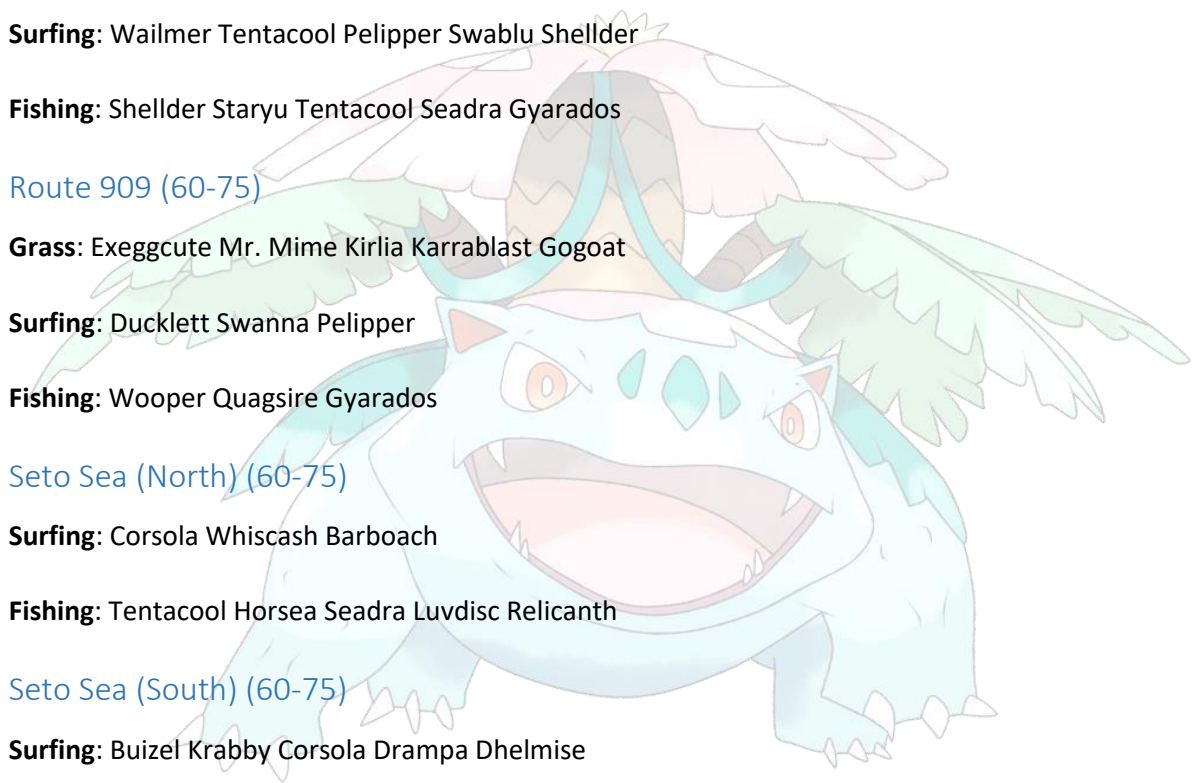 Surfing: Wailmer Tentacool Pelipper Swablu Shellder
Fishing: Shellder Staryu Tentacool Seadra Gyarados
Route 909 (60-75)
Grass: Exeggcute Mr. Mime Kirlia Karrablast Gogoat
Surfing: Ducklett Swanna Pelipper
Fishing: Wooper Quagsire Gyarados
Seto Sea (North) (60-75)
Surfing: Corsola Whiscash Barboach
Fishing: Tentacool Horsea Seadra Luvdisc Relicanth
Seto Sea (South) (60-75)
Surfing: Buizel Krabby Corsola Drampa Dhelmise